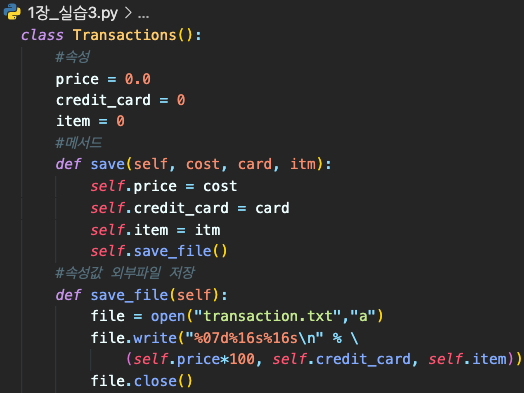 1장_실습3.py > ...
class Transactions():
    #속성
    price = 0.0
    credit_card = 0
    item = 0
    #메서드
    def save(self, cost, card, itm):
        self.price = cost
        self.credit_card = card
        self.item = itm
        self.save_file()
    #속성값 외부파일 저장
    def save_file(self):
        file = open("transaction.txt","a")
        file.write("%07d%16s%16s\n" % \
            (self.price*100, self.credit_card, self.item))
        file.close()